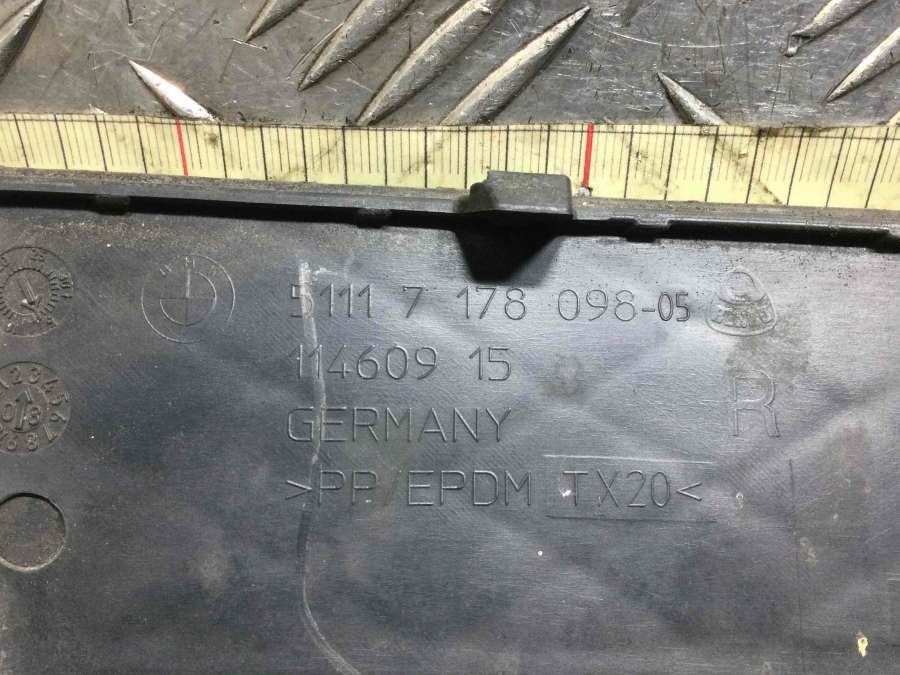 5111 7 178 098-05
114609 15
R
GERMANY
>PP/EPDM TX20<